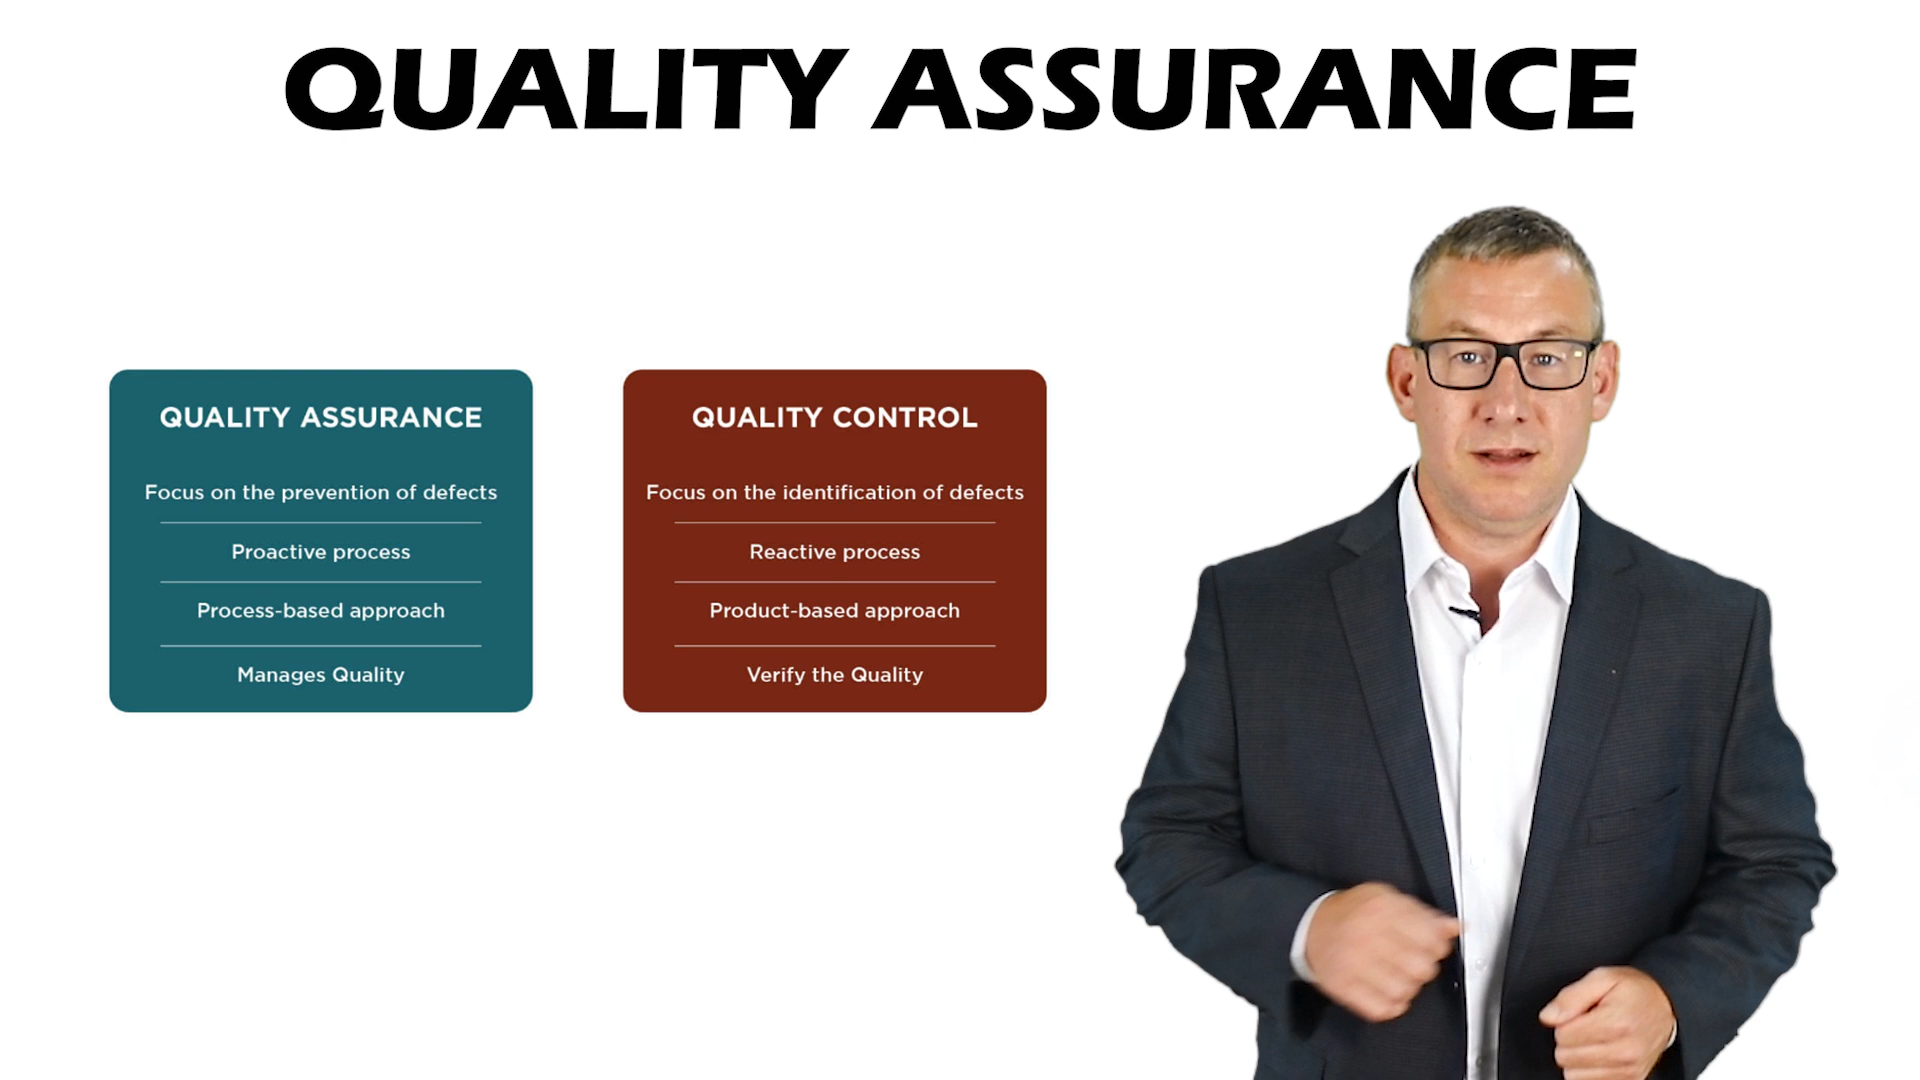 QUALITY ASSURANCE
QUALITY ASSURANCE
Focus on the prevention of defects
Proactive process
Process-based approach
Manages Quality
QUALITY CONTROL
Focus on the identification of defects
Reactive process
Product-based approach
Verify the Quality